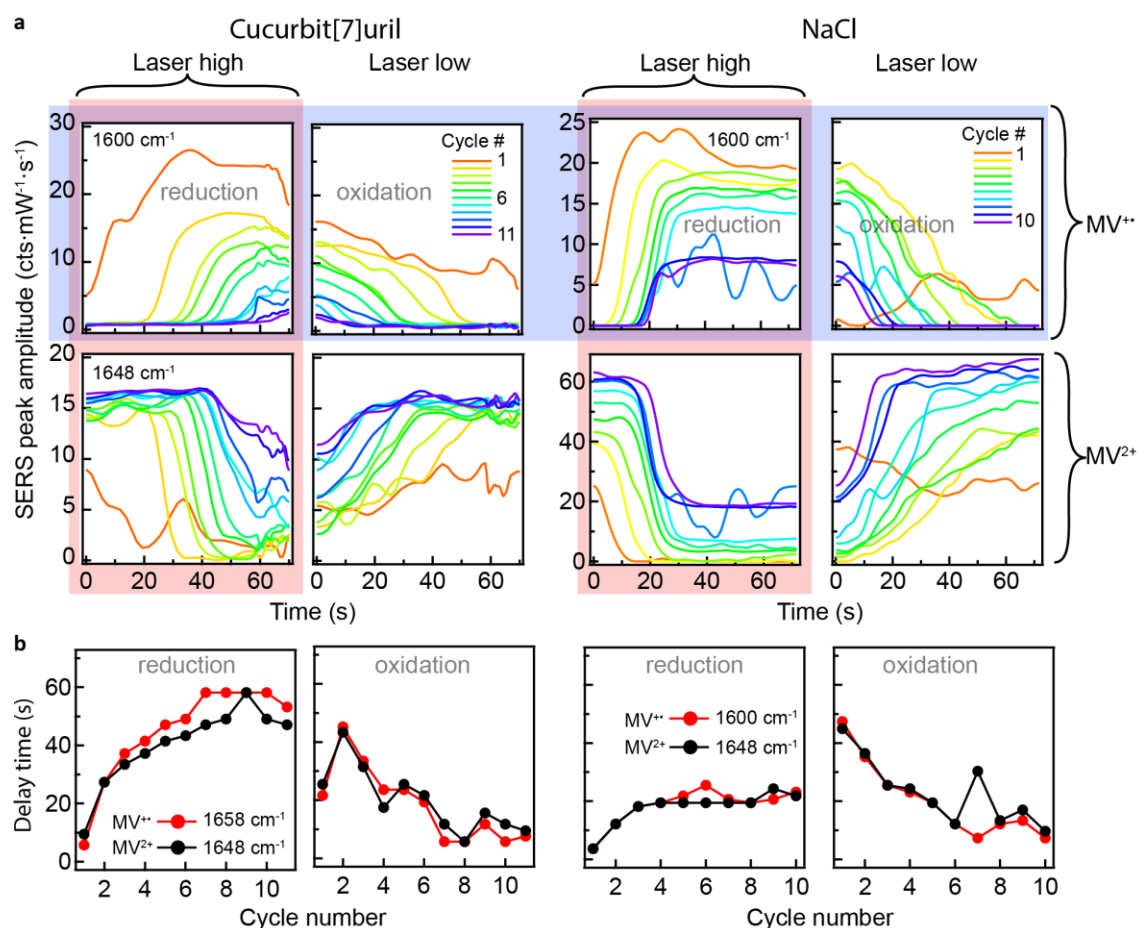 a
Cucurbit[7]uril
NaCl
Laser high
Laser low
Laser high
Laser low
SERS peak amplitude (cts·mW⁻¹·s⁻¹)
30
20
10
0
1600 cm⁻¹
reduction
oxidation
Cycle #
1
6
11
25
20
15
10
5
0
1600 cm⁻¹
reduction
oxidation
Cycle #
1
10
MV⁺•
20
15
10
5
0
1648 cm⁻¹
60
40
20
0
1648 cm⁻¹
MV²⁺
0 20 40 60
0 20 40 60
0 20 40 60
0 20 40 60
Time (s)
Time (s)
b
Delay time (s)
60
40
20
0
reduction
MV⁺• 1658 cm⁻¹
MV²⁺ 1648 cm⁻¹
oxidation
reduction
MV⁺• 1600 cm⁻¹
MV²⁺ 1648 cm⁻¹
oxidation
2 4 6 8 10
2 4 6 8 10
2 4 6 8 10
2 4 6 8 10
Cycle number
Cycle number